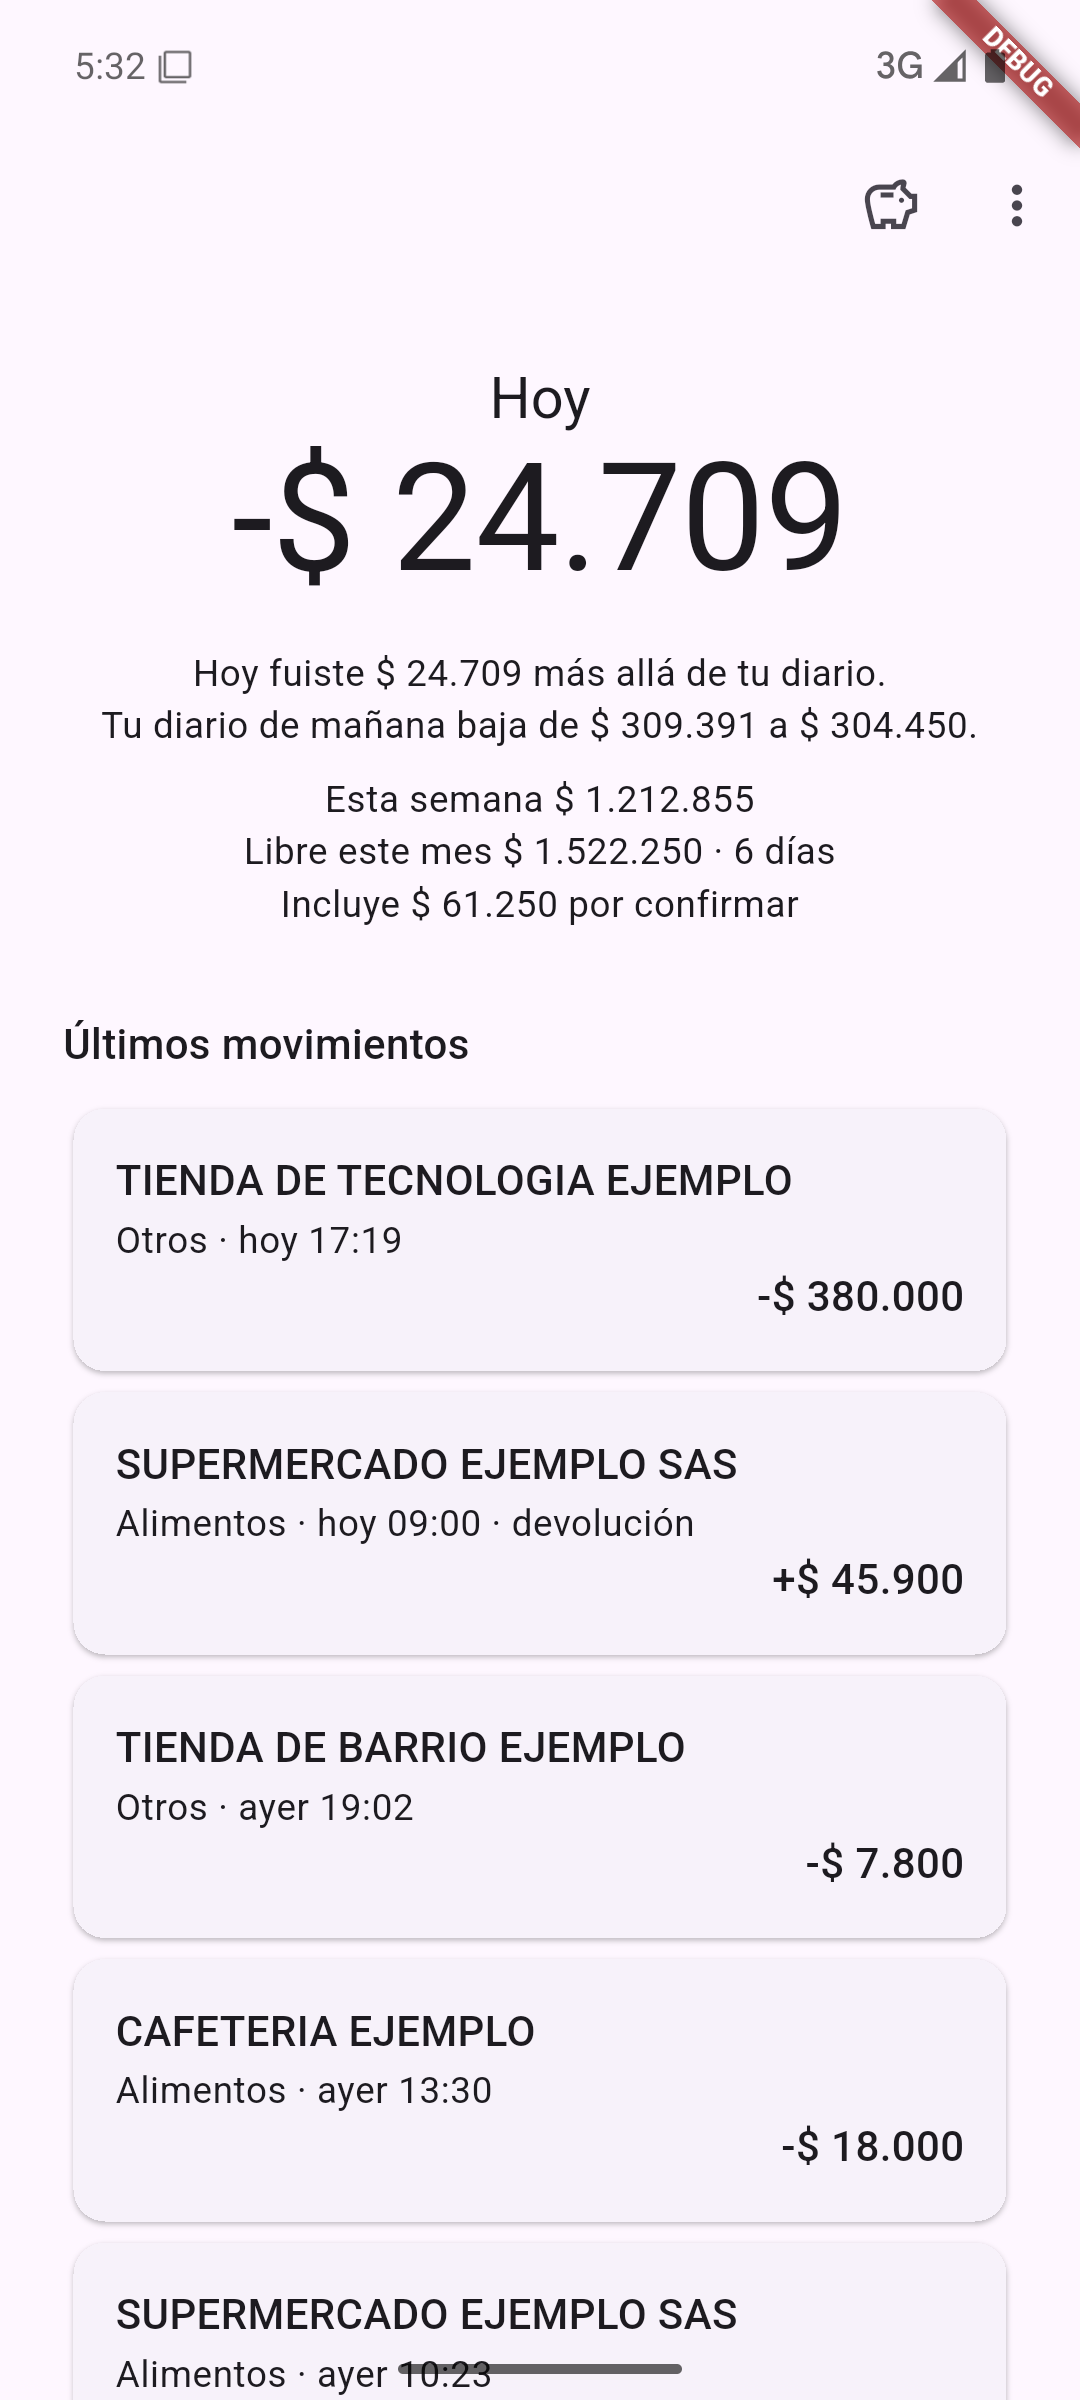 5:32
3G
DEBUG
Hoy
-$ 24.709
Hoy fuiste $ 24.709 más allá de tu diario.
Tu diario de mañana baja de $ 309.391 a $ 304.450.
Esta semana $ 1.212.855
Libre este mes $ 1.522.250 · 6 días
Incluye $ 61.250 por confirmar
Últimos movimientos
TIENDA DE TECNOLOGIA EJEMPLO
Otros · hoy 17:19
-$ 380.000
SUPERMERCADO EJEMPLO SAS
Alimentos · hoy 09:00 · devolución
+$ 45.900
TIENDA DE BARRIO EJEMPLO
Otros · ayer 19:02
-$ 7.800
CAFETERIA EJEMPLO
Alimentos · ayer 13:30
-$ 18.000
SUPERMERCADO EJEMPLO SAS
Alimentos · ayer 10:23